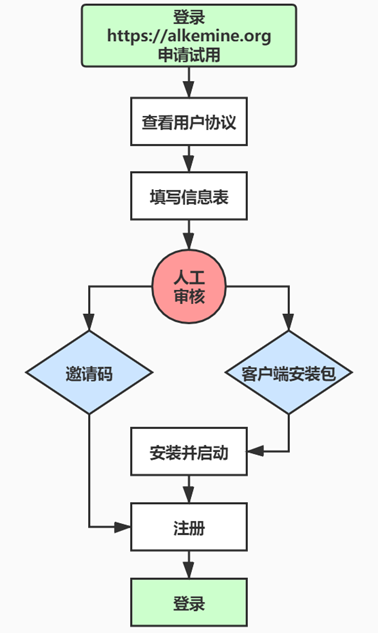 登录
https://alkemine.org
申请试用
查看用户协议
填写信息表
人工
审核
邀请码
客户端安装包
安装并启动
注册
登录